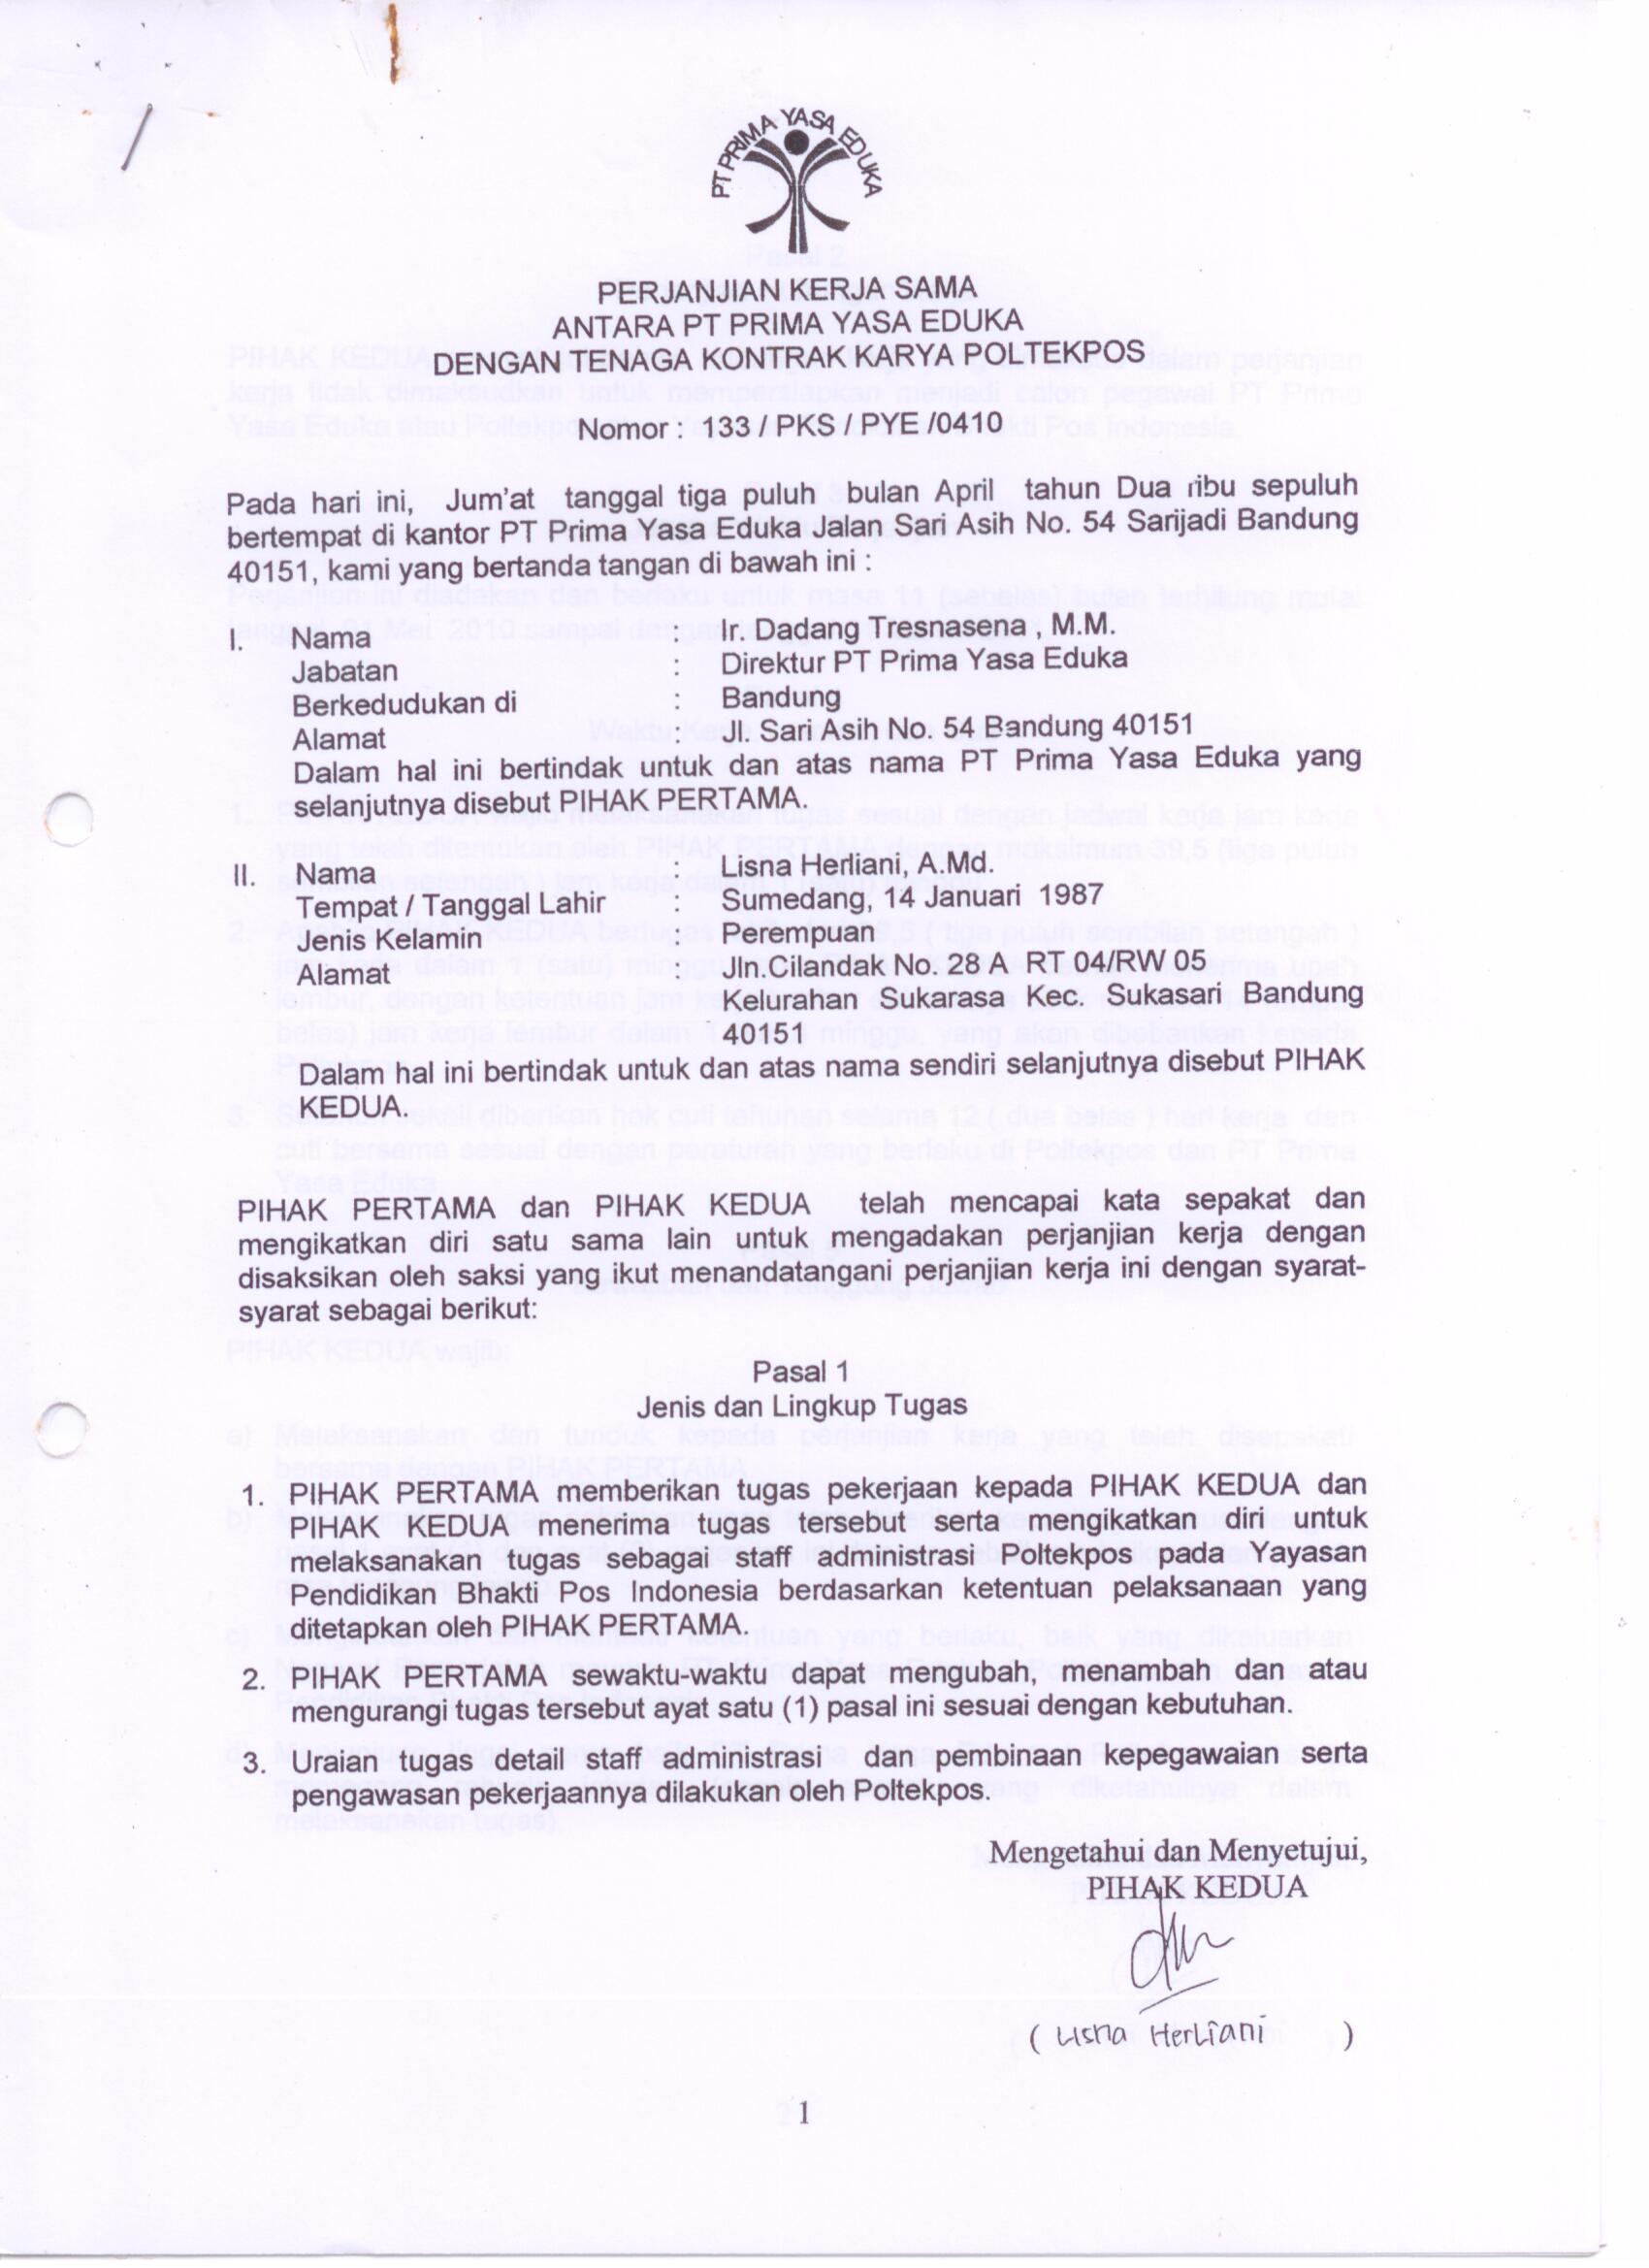 PT PRIMA YASA EDUKA
PERJANJIAN KERJA SAMA
ANTARA PT PRIMA YASA EDUKA
DENGAN TENAGA KONTRAK KARYA POLTEKPOS
Nomor : 133 / PKS / PYE /0410
Pada hari ini, Jum'at tanggal tiga puluh bulan April tahun Dua ribu sepuluh
bertempat di kantor PT Prima Yasa Eduka Jalan Sari Asih No. 54 Sarijadi Bandung
40151, kami yang bertanda tangan di bawah ini :
I. Nama : Ir. Dadang Tresnasena , M.M.
Jabatan : Direktur PT Prima Yasa Eduka
Berkedudukan di : Bandung
Alamat : Jl. Sari Asih No. 54 Bandung 40151
Dalam hal ini bertindak untuk dan atas nama PT Prima Yasa Eduka yang
selanjutnya disebut PIHAK PERTAMA.
II. Nama : Lisna Herliani, A.Md.
Tempat / Tanggal Lahir : Sumedang, 14 Januari 1987
Jenis Kelamin : Perempuan
Alamat : Jln.Cilandak No. 28 A RT 04/RW 05
Kelurahan Sukarasa Kec. Sukasari Bandung
40151
Dalam hal ini bertindak untuk dan atas nama sendiri selanjutnya disebut PIHAK
KEDUA.
PIHAK PERTAMA dan PIHAK KEDUA telah mencapai kata sepakat dan
mengikatkan diri satu sama lain untuk mengadakan perjanjian kerja dengan
disaksikan oleh saksi yang ikut menandatangani perjanjian kerja ini dengan syarat-
syarat sebagai berikut:
Pasal 1
Jenis dan Lingkup Tugas
1. PIHAK PERTAMA memberikan tugas pekerjaan kepada PIHAK KEDUA dan
PIHAK KEDUA menerima tugas tersebut serta mengikatkan diri untuk
melaksanakan tugas sebagai staff administrasi Poltekpos pada Yayasan
Pendidikan Bhakti Pos Indonesia berdasarkan ketentuan pelaksanaan yang
ditetapkan oleh PIHAK PERTAMA.
2. PIHAK PERTAMA sewaktu-waktu dapat mengubah, menambah dan atau
mengurangi tugas tersebut ayat satu (1) pasal ini sesuai dengan kebutuhan.
3. Uraian tugas detail staff administrasi dan pembinaan kepegawaian serta
pengawasan pekerjaannya dilakukan oleh Poltekpos.
Mengetahui dan Menyetujui,
PIHAK KEDUA
( Lisna Herliani )
1